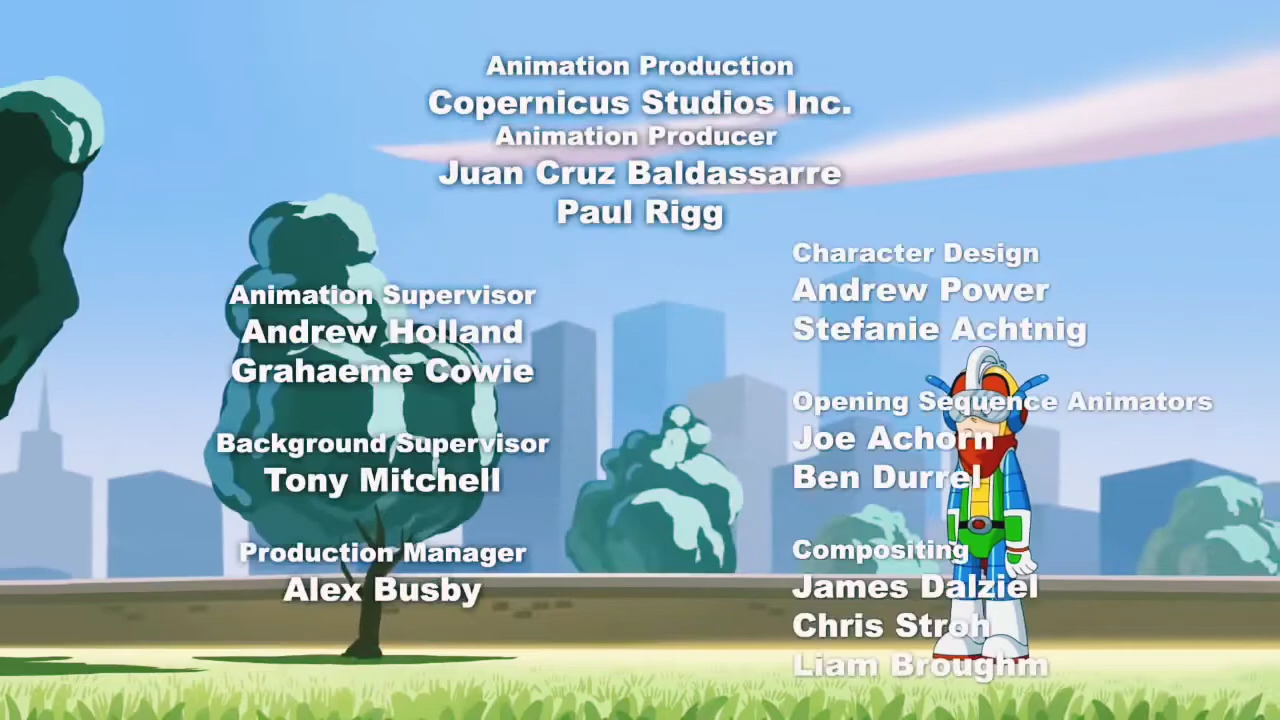 Animation Production
Copernicus Studios Inc.
Animation Producer
Juan Cruz Baldassarre
Paul Rigg
Animation Supervisor
Andrew Holland
Grahaeme Cowie
Background Supervisor
Tony Mitchell
Production Manager
Alex Busby
Character Design
Andrew Power
Stefanie Achtnig
Opening Sequence Animators
Joe Achorn
Ben Durrel
Compositing
James Dalziel
Chris Stroh
Liam Broughm